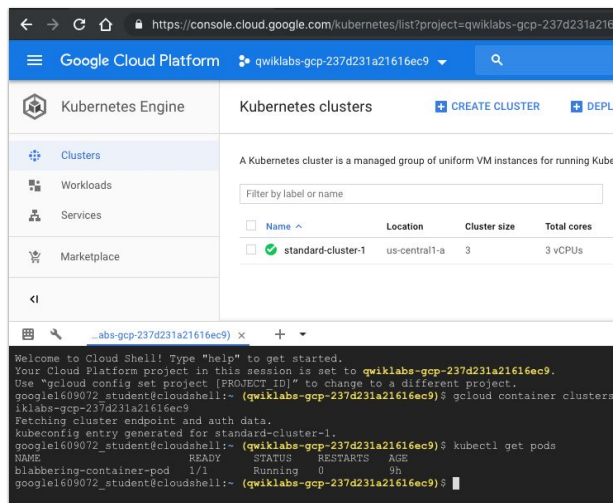 https://console.cloud.google.com/kubernetes/list?project=qwiklabs-gcp-237d231a216
Google Cloud Platform qwiklabs-gcp-237d231a21616ec9
Kubernetes Engine
Kubernetes clusters CREATE CLUSTER DEPL
Clusters
Workloads
Services
Marketplace
A Kubernetes cluster is a managed group of uniform VM instances for running Kube
Filter by label or name
Name Location Cluster size Total cores
standard-cluster-1 us-central1-a 3 3 vCPUs
...abs-gcp-237d231a21616ec9) ×
Welcome to Cloud Shell! Type "help" to get started.
Your Cloud Platform project in this session is set to qwiklabs-gcp-237d231a21616ec9.
Use "gcloud config set project [PROJECT_ID]" to change to a different project.
google1609072_student@cloudshell:~ (qwiklabs-gcp-237d231a21616ec9)$ gcloud container clusters
iklabs-gcp-237d231a21616ec9
Fetching cluster endpoint and auth data.
kubeconfig entry generated for standard-cluster-1.
google1609072_student@cloudshell:~ (qwiklabs-gcp-237d231a21616ec9)$ kubectl get pods
NAME READY STATUS RESTARTS AGE
blabbering-container-pod 1/1 Running 0 9h
google1609072_student@cloudshell:~ (qwiklabs-gcp-237d231a21616ec9)$